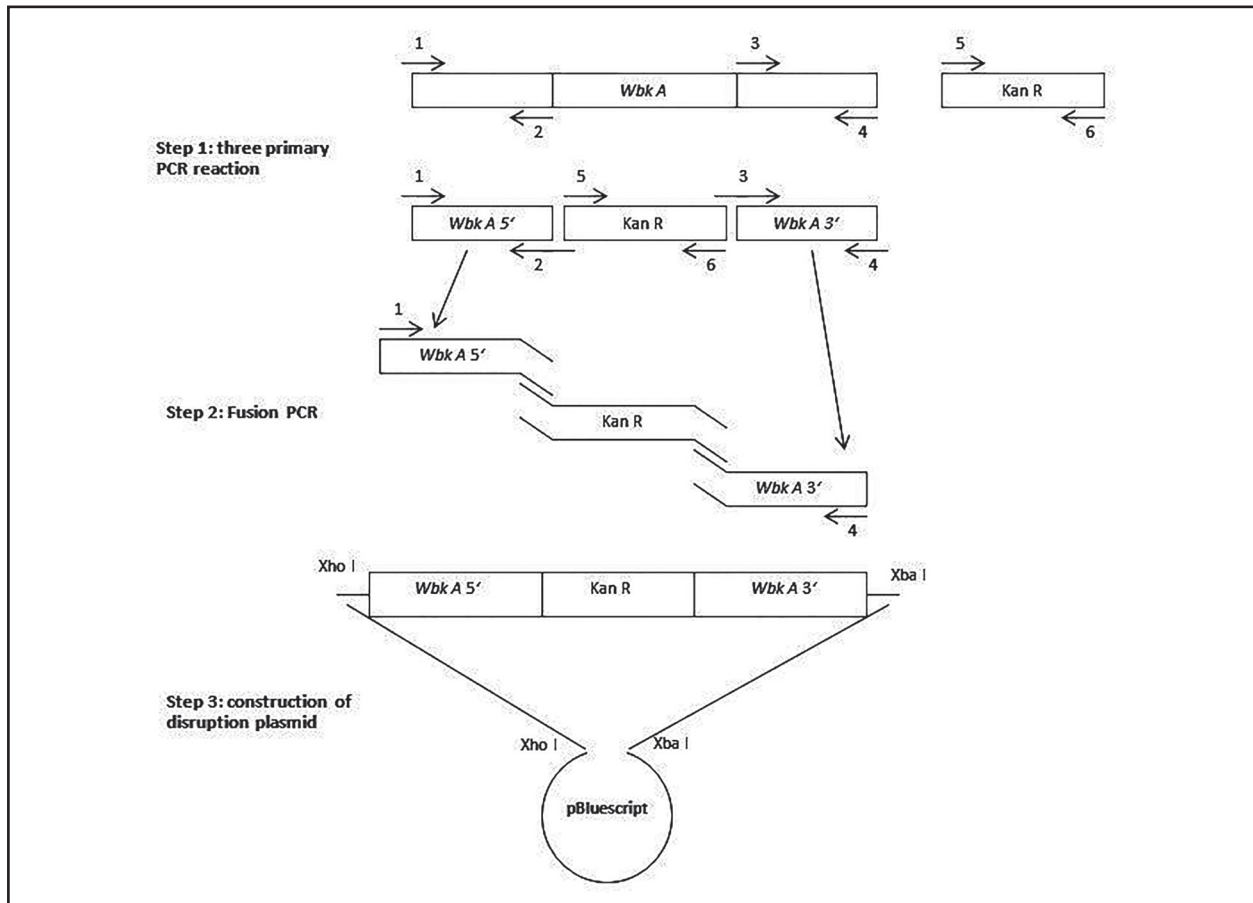 1
3
5
Wbk A
Kan R
2
4
6
Step 1: three primary
PCR reaction
1
5
3
Wbk A 5′
Kan R
Wbk A 3′
2
6
4
1
Wbk A 5′
Step 2: Fusion PCR
Kan R
Wbk A 3′
4
Xho I
Xba I
Wbk A 5′
Kan R
Wbk A 3′
Step 3: construction of
disruption plasmid
Xho I
Xba I
pBluescript